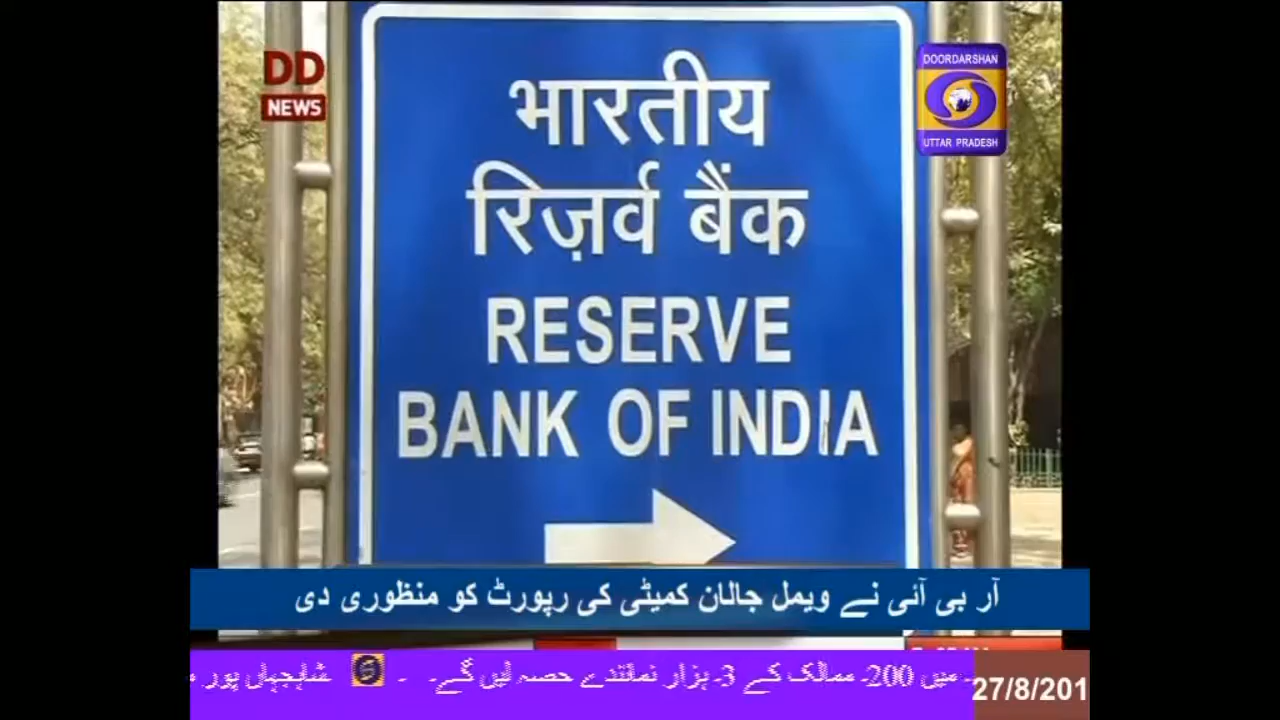 DD
NEWS
DOORDARSHAN
UTTAR PRADESH
भारतीय
रिज़र्व बैंक
RESERVE
BANK OF INDIA
آر بی آئی نے ویمل جالان کمیٹی کی رپورٹ کو منظوری دی
میں 200۔ ممالک کے 3۔ ہزار نمائندے حصہ لیں گے۔ ۔ شاہجہاں پور
27/8/201